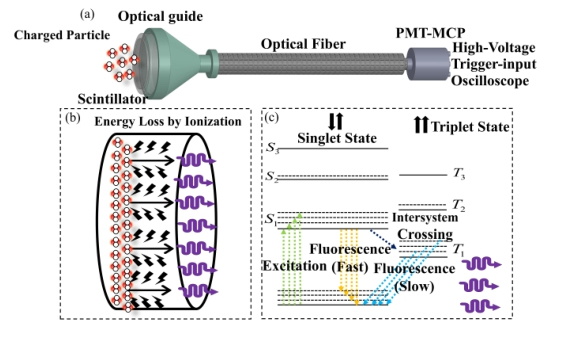 (a)
Optical guide
Charged Particle
Scintillator
Optical Fiber
PMT-MCP
High-Voltage
Trigger-input
Oscilloscope
(b)
Energy Loss by Ionization
(c)
Singlet State
Triplet State
S3
S2
S1
T3
T2
T1
Intersystem
Crossing
Excitation
Fluorescence
(Fast)
Fluorescence
(Slow)